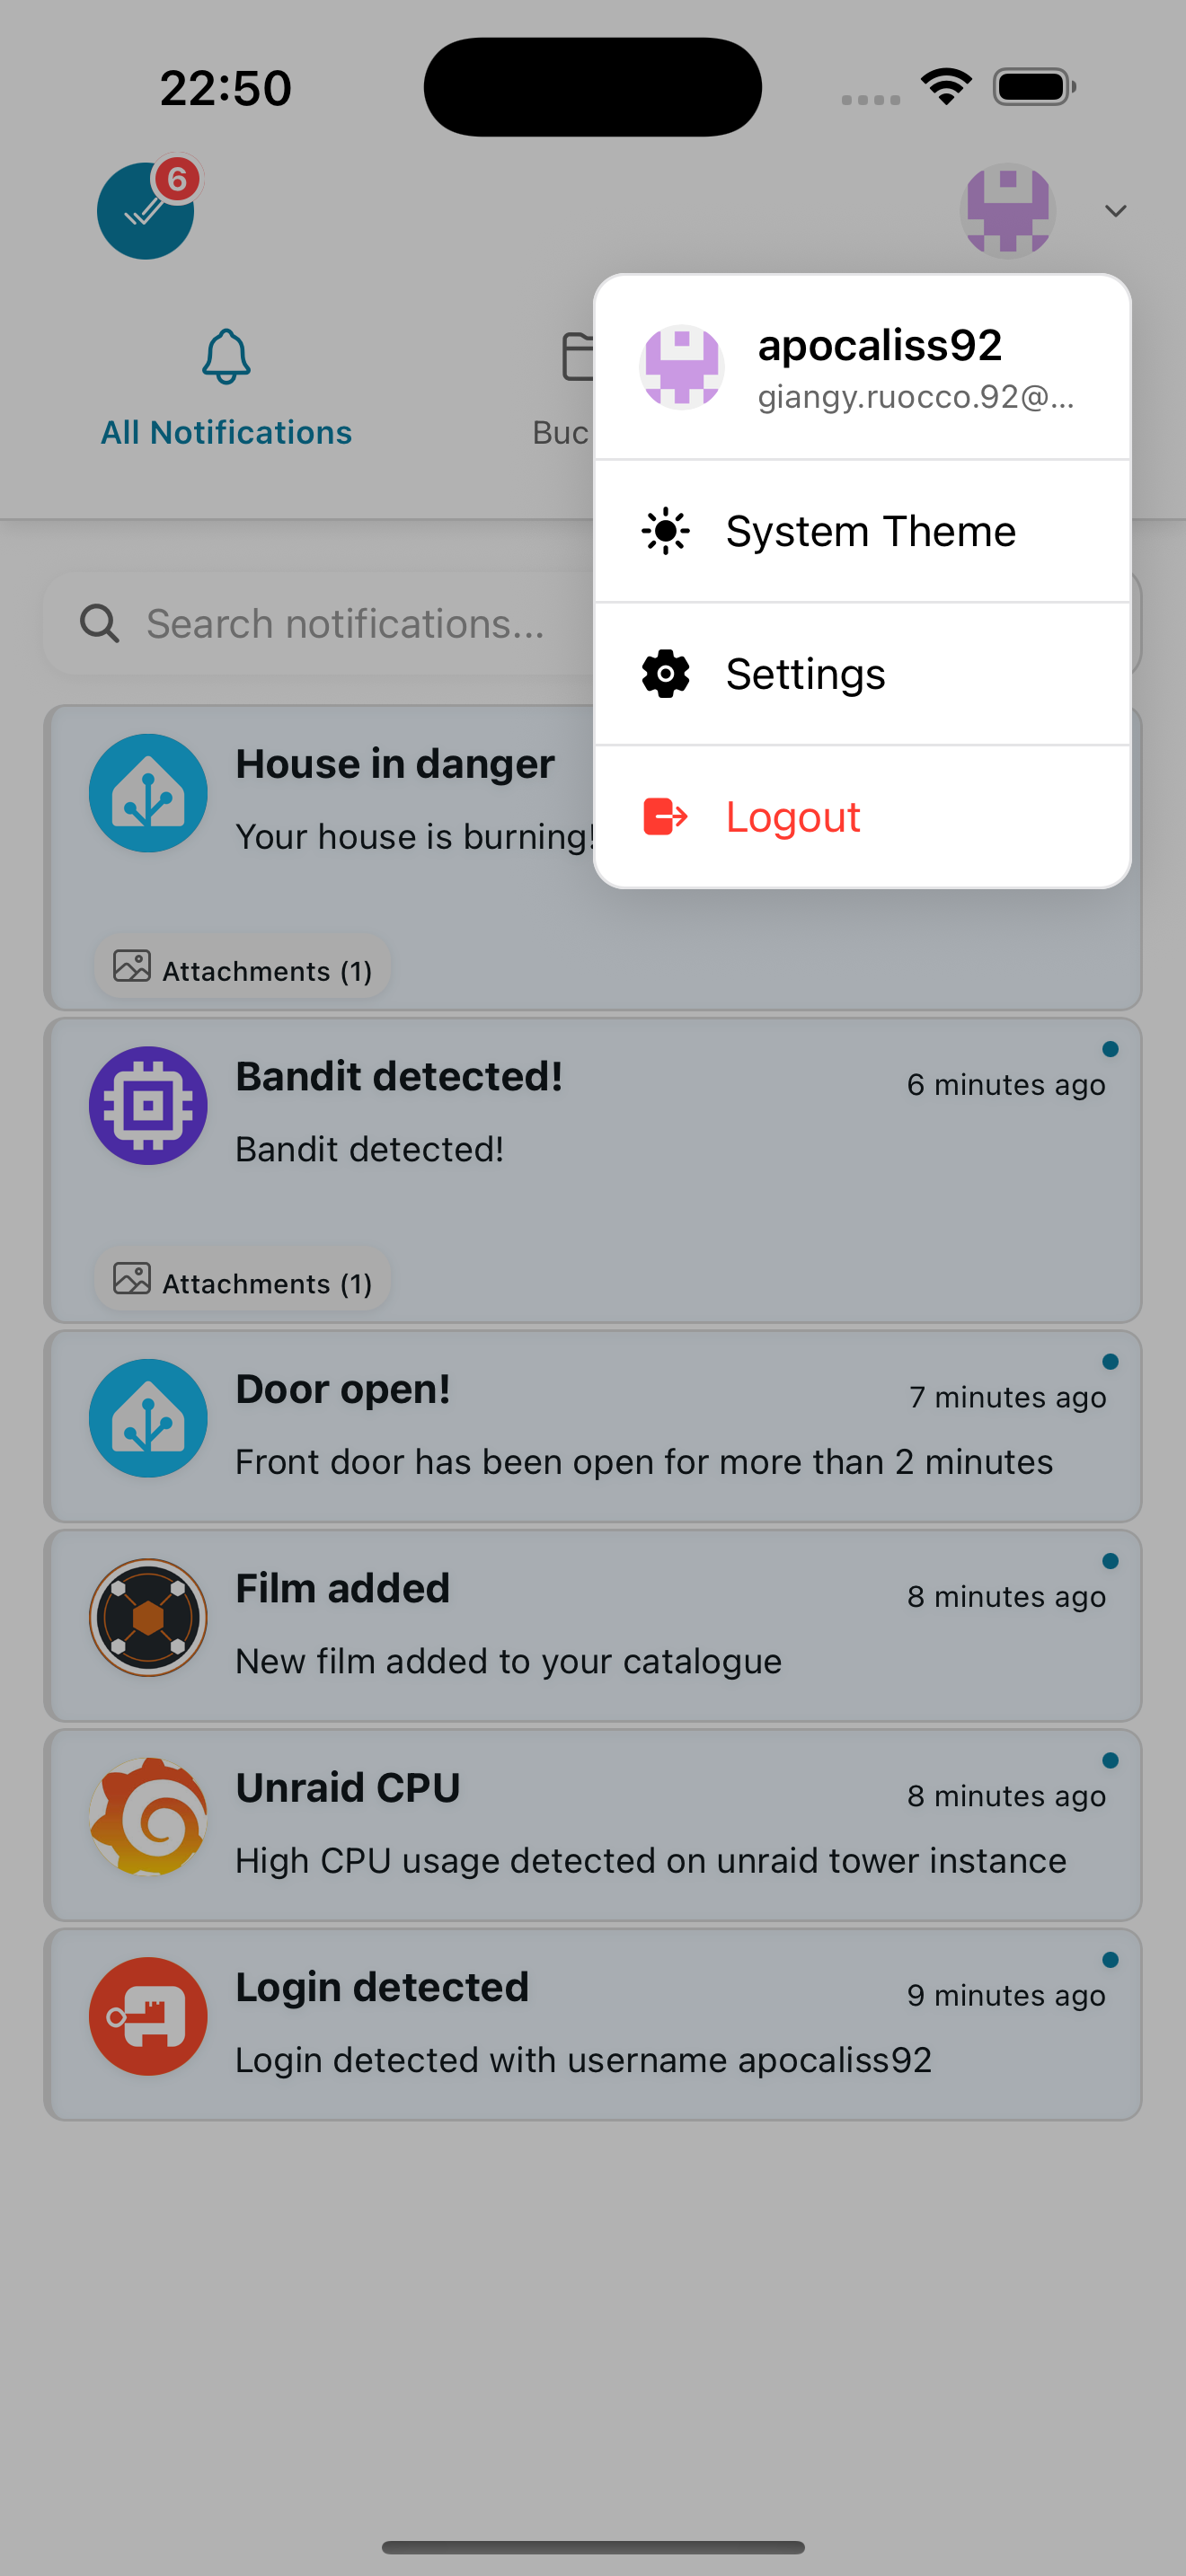 22:50
6
apocaliss92
giangy.ruocco.92@...
All Notifications
Buc
System Theme
Search notifications...
Settings
House in danger
Your house is burning!
Logout
Attachments (1)
Bandit detected!
6 minutes ago
Bandit detected!
Attachments (1)
Door open!
7 minutes ago
Front door has been open for more than 2 minutes
Film added
8 minutes ago
New film added to your catalogue
Unraid CPU
8 minutes ago
High CPU usage detected on unraid tower instance
Login detected
9 minutes ago
Login detected with username apocaliss92